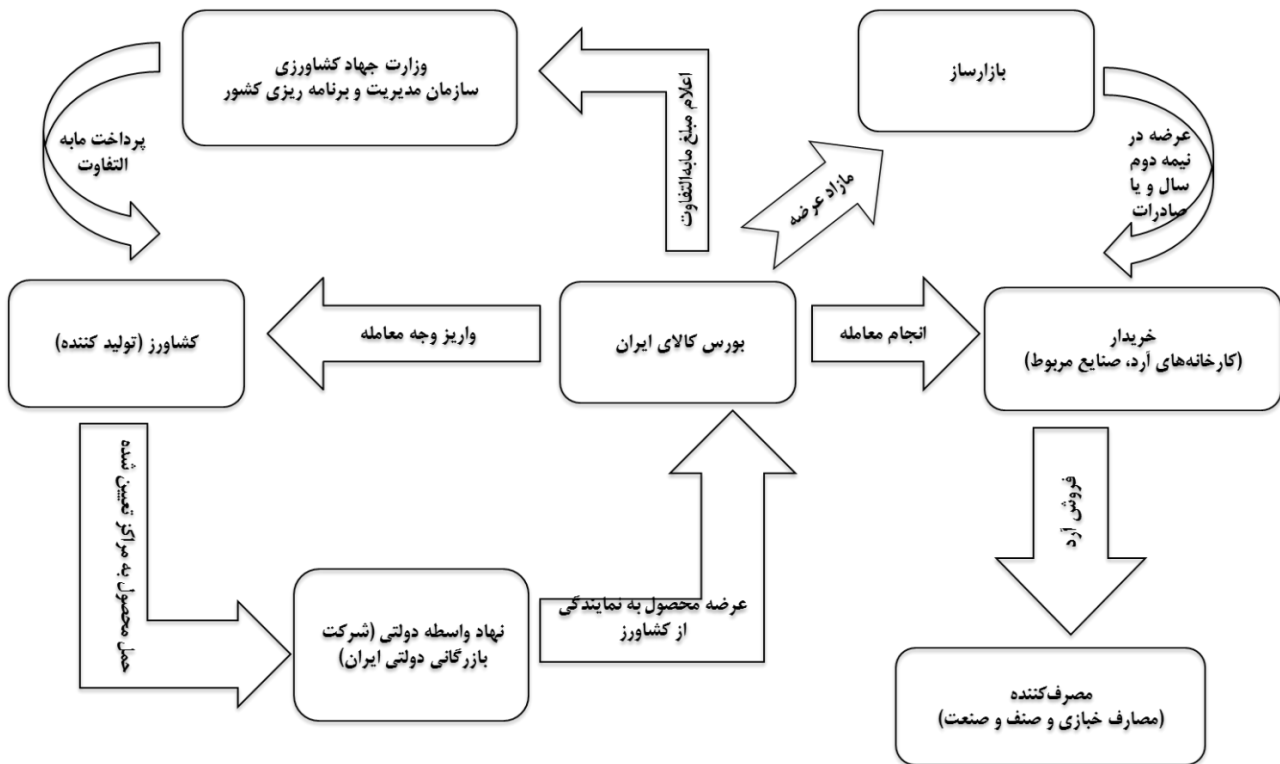 بازارساز
وزارت جهاد کشاورزی
سازمان مدیریت و برنامه ریزی کشور
عرضه در
نیمه دوم
سال و یا
صادرات
مازاد عرضه
اعلام مبلغ مابه‌التفاوت
پرداخت مابه
التفاوت
خریدار
(کارخانه‌های آرد، صنایع مربوط)
انجام معامله
بورس کالای ایران
واریز وجه معامله
کشاورز (تولید کننده)
فروش آرد
عرضه محصول به نمایندگی
از کشاورز
نهاد واسطه دولتی (شرکت
بازرگانی دولتی ایران)
حمل محصول به مراکز تعیین شده
مصرف‌کننده
(مصارف خبازی و صنف و صنعت)